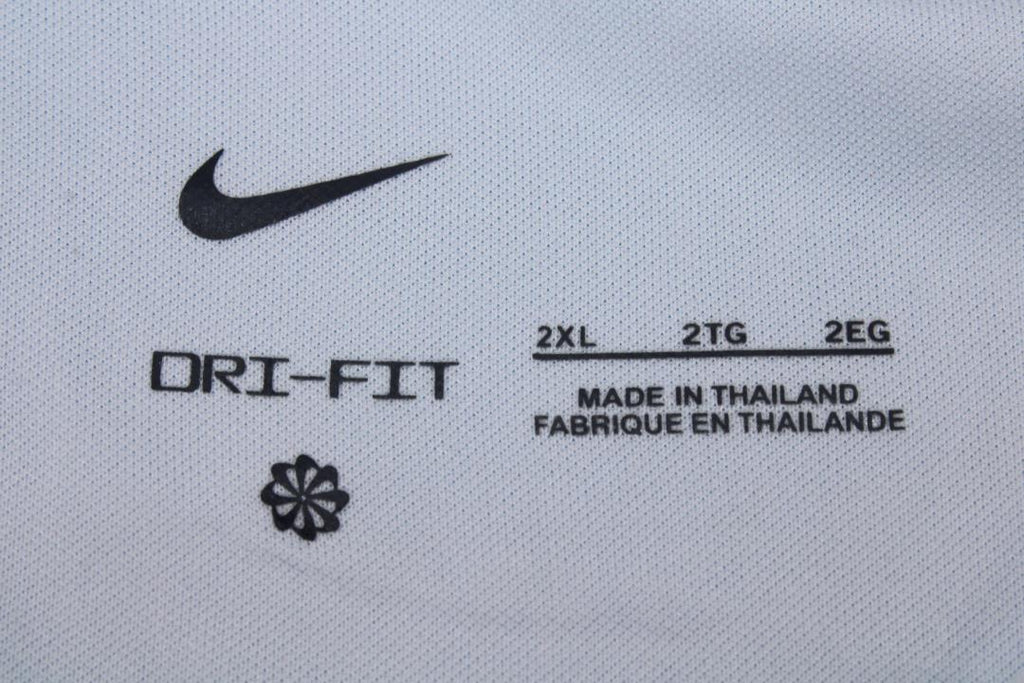 DRI-FIT
2XL 2TG 2EG
MADE IN THAILAND
FABRIQUE EN THAILANDE